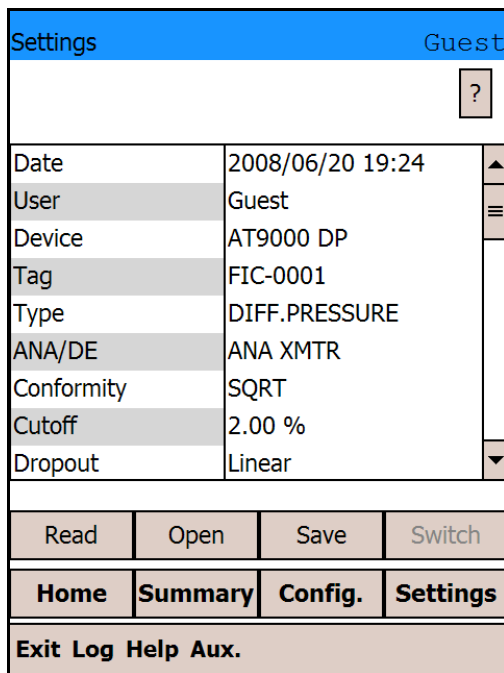 Settings Guest
?
Date 2008/06/20 19:24
User Guest
Device AT9000 DP
Tag FIC-0001
Type DIFF.PRESSURE
ANA/DE ANA XMTR
Conformity SQRT
Cutoff 2.00 %
Dropout Linear
Read Open Save Switch
Home Summary Config. Settings
Exit Log Help Aux.